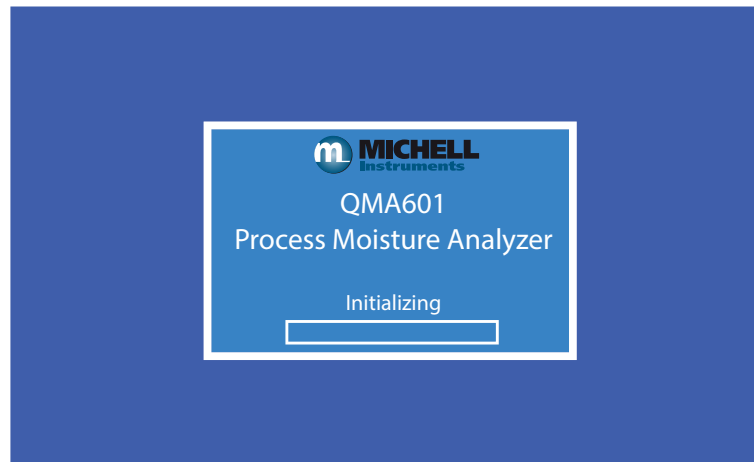 m
MICHELL
Instruments
QMA601
Process Moisture Analyzer
Initializing